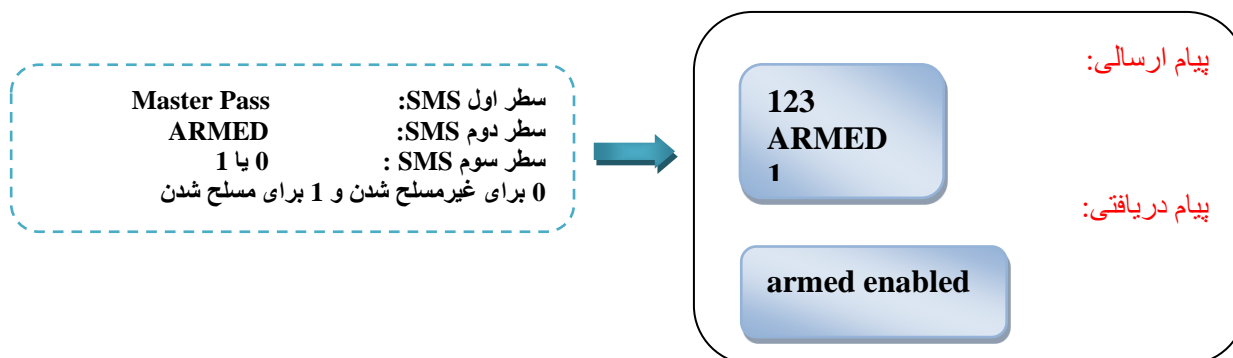 سطر اول SMS: Master Pass
سطر دوم SMS: ARMED
سطر سوم SMS : 0 یا 1
0 برای غیرمسلح شدن و 1 برای مسلح شدن
پیام ارسالی:
123
ARMED
1
پیام دریافتی:
armed enabled